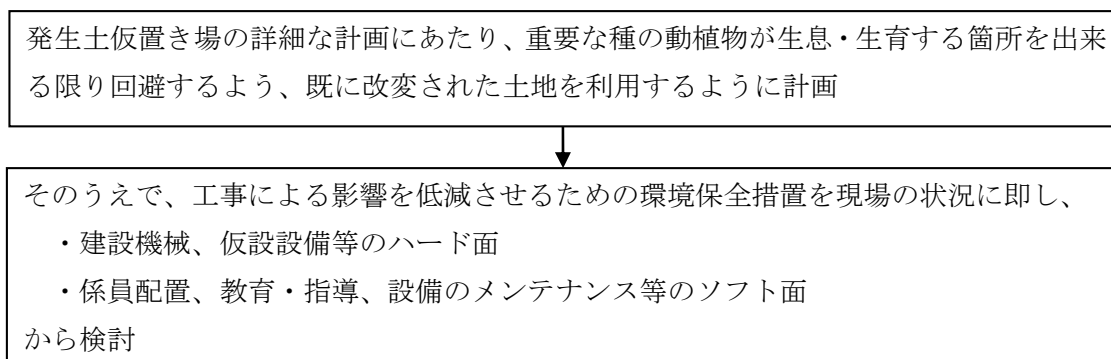 発生土仮置き場の詳細な計画にあたり、重要な種の動植物が生息・生育する箇所を出来
る限り回避するよう、既に改変された土地を利用するように計画
そのうえで、工事による影響を低減させるための環境保全措置を現場の状況に即し、
・建設機械、仮設設備等のハード面
・係員配置、教育・指導、設備のメンテナンス等のソフト面
から検討